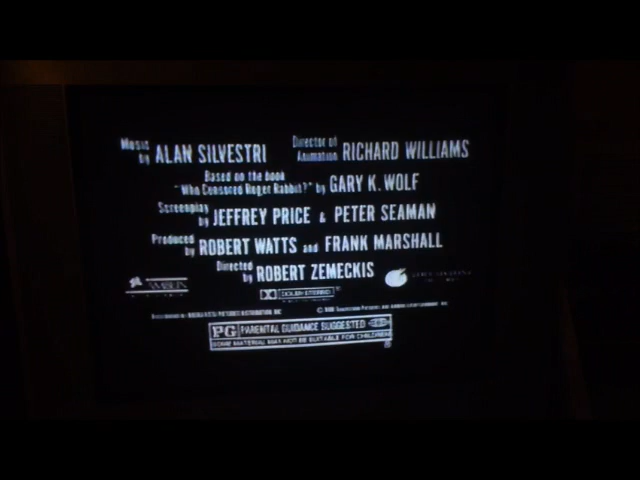 Music by ALAN SILVESTRI Director of Animation RICHARD WILLIAMS
Based on the book
"Who Censored Roger Rabbit?" by GARY K. WOLF
Screenplay by JEFFREY PRICE & PETER SEAMAN
Produced by ROBERT WATTS and FRANK MARSHALL
Directed by ROBERT ZEMECKIS
AMBLIN
DOLBY STEREO
PG PARENTAL GUIDANCE SUGGESTED
SOME MATERIAL MAY NOT BE SUITABLE FOR CHILDREN